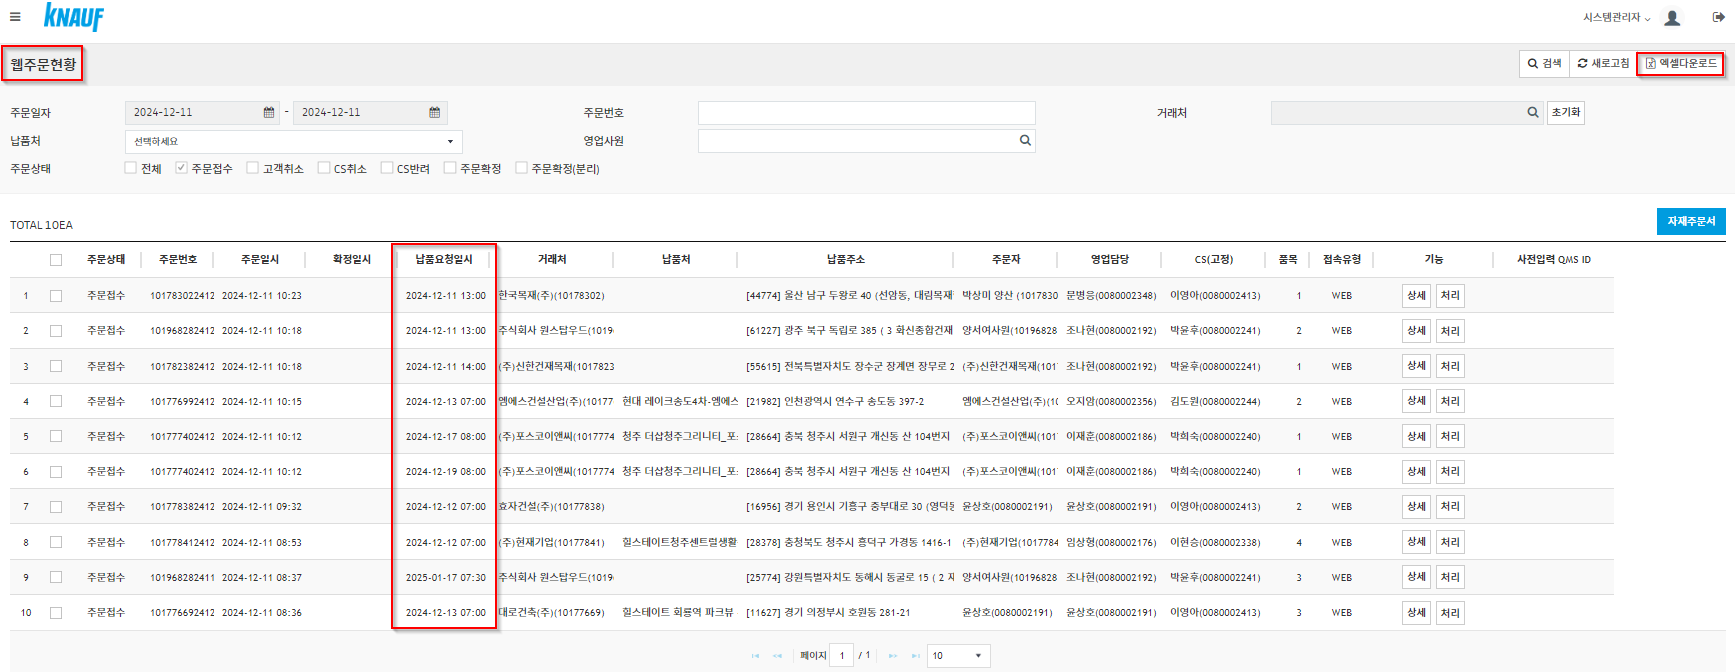 KNAUF
시스템관리자
웹주문현황
검색 새로고침 엑셀다운로드
주문일자 2024-12-11 - 2024-12-11 주문번호 거래처 초기화
납품처 선택하세요 영업사원
주문상태 전체 주문접수 고객취소 CS취소 CS반려 주문확정 주문확정(분리)
TOTAL 10EA 자재주문서
주문상태 주문번호 주문일시 확정일시 납품요청일시 거래처 납품처 납품주소 주문자 영업담당 CS(고정) 품목 접속유형 기능 사전입력 QMS ID
1 주문접수 101783022412 2024-12-11 10:23 2024-12-11 13:00 한국목재(주)(10178302) [44774] 울산 남구 두왕로 40 (선암동, 대림목재 박상미 양산 (1017830 문병응(0080002348) 이영아(0080002413) 1 WEB 상세 처리
2 주문접수 101968282412 2024-12-11 10:18 2024-12-11 13:00 주식회사 원스탑우드(1019 [61227] 광주 북구 독립로 385 ( 3 화신종합건재 양서여사원(10196828 조나현(0080002192) 박윤후(0080002241) 2 WEB 상세 처리
3 주문접수 101782382412 2024-12-11 10:18 2024-12-11 14:00 (주)신한건재목재(1017823 [55615] 전북특별자치도 장수군 장계면 장무로 2 (주)신한건재목재(101 조나현(0080002192) 박윤후(0080002241) 1 WEB 상세 처리
4 주문접수 101776992412 2024-12-11 10:15 2024-12-13 07:00 엠에스건설산업(주)(10177 현대 레이크송도4차-엠에스 [21982] 인천광역시 연수구 송도동 397-2 엠에스건설산업(주)(1 오지암(0080002356) 김도원(0080002244) 2 WEB 상세 처리
5 주문접수 101777402412 2024-12-11 10:12 2024-12-17 08:00 (주)포스코이앤씨(1017774 청주 더샵청주그리니티_포 [28664] 충북 청주시 서원구 개신동 산 104번지 (주)포스코이앤씨(101 이재훈(0080002186) 박희숙(0080002240) 1 WEB 상세 처리
6 주문접수 101777402412 2024-12-11 10:12 2024-12-19 08:00 (주)포스코이앤씨(1017774 청주 더샵청주그리니티_포 [28664] 충북 청주시 서원구 개신동 산 104번지 (주)포스코이앤씨(101 이재훈(0080002186) 박희숙(0080002240) 1 WEB 상세 처리
7 주문접수 101778382412 2024-12-11 09:32 2024-12-12 07:00 효자건설(주)(10177838) [16956] 경기 용인시 기흥구 중부대로 30 (영덕동 윤상호(0080002191) 윤상호(0080002191) 이영아(0080002413) 2 WEB 상세 처리
8 주문접수 101778412412 2024-12-11 08:53 2024-12-12 07:00 (주)현재기업(10177841) 힐스테이트청주센트럴생활 [28378] 충청북도 청주시 흥덕구 가경동 1416-1 (주)현재기업(1017784 임상형(0080002176) 이현승(0080002338) 4 WEB 상세 처리
9 주문접수 101968282411 2024-12-11 08:37 2025-01-17 07:30 주식회사 원스탑우드(1019 [25774] 강원특별자치도 동해시 동굴로 15 ( 2 지 양서여사원(10196828 조나현(0080002192) 박윤후(0080002241) 3 WEB 상세 처리
10 주문접수 101776692412 2024-12-11 08:36 2024-12-13 07:00 대로건축(주)(10177669) 힐스테이트 회룡역 파크뷰 [11627] 경기 의정부시 호원동 281-21 윤상호(0080002191) 윤상호(0080002191) 이영아(0080002413) 3 WEB 상세 처리
페이지 1 / 1 10